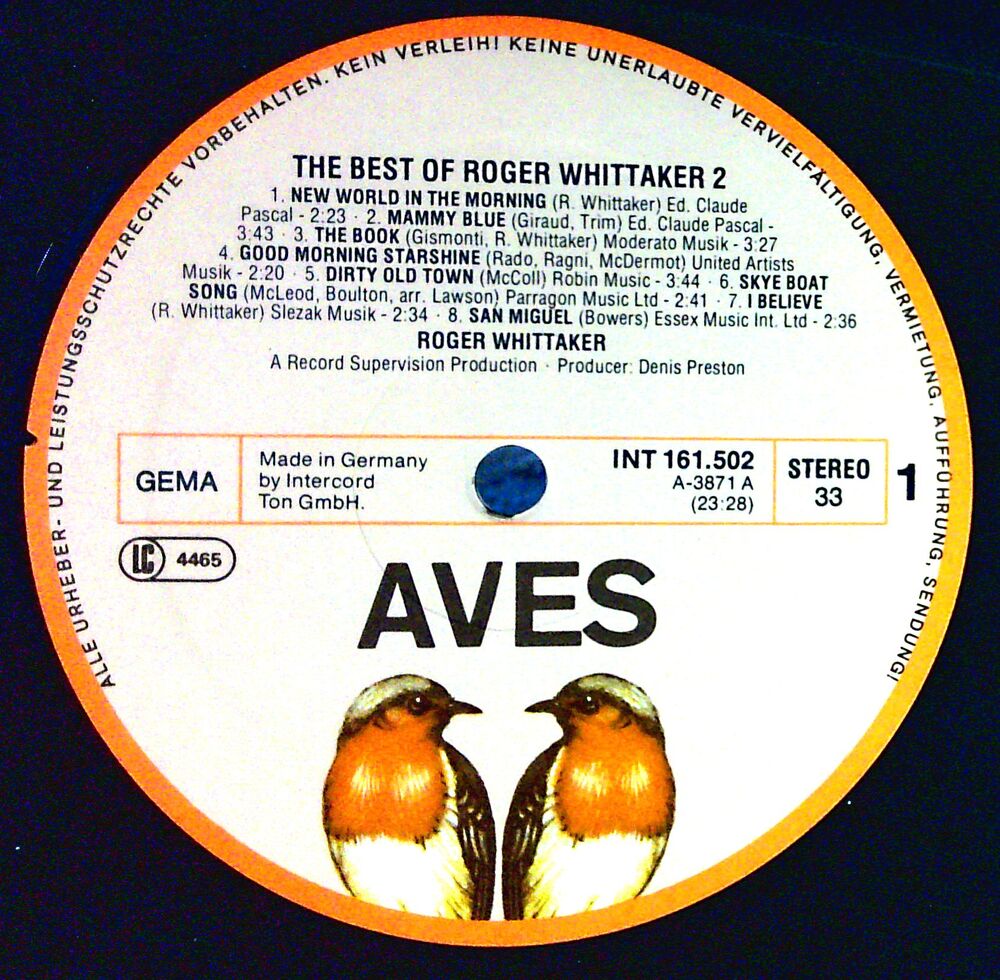 ALLE URHEBER- UND LEISTUNGSSCHUTZRECHTE VORBEHALTEN. KEIN VERLEIH! KEINE UNERLAUBTE VERVIELFÄLTIGUNG, VERMIETUNG, AUFFÜHRUNG, SENDUNG!
THE BEST OF ROGER WHITTAKER 2
1. NEW WORLD IN THE MORNING (R. Whittaker) Ed. Claude
Pascal - 2:23 · 2. MAMMY BLUE (Giraud, Trim) Ed. Claude Pascal -
3:43 · 3. THE BOOK (Gismonti, R. Whittaker) Moderato Musik - 3:27
4. GOOD MORNING STARSHINE (Rado, Ragni, McDermot) United Artists
Musik - 2:20 · 5. DIRTY OLD TOWN (McColl) Robin Music - 3:44 · 6. SKYE BOAT
SONG (McLeod, Boulton, arr. Lawson) Parragon Music Ltd - 2:41 · 7. I BELIEVE
(R. Whittaker) Slezak Musik - 2:34 · 8. SAN MIGUEL (Bowers) Essex Music Int. Ltd - 2:36
ROGER WHITTAKER
A Record Supervision Production · Producer: Denis Preston
GEMA
Made in Germany
by Intercord
Ton GmbH.
INT 161.502
A-3871 A
(23:28)
STEREO
33
1
LC 4465
AVES